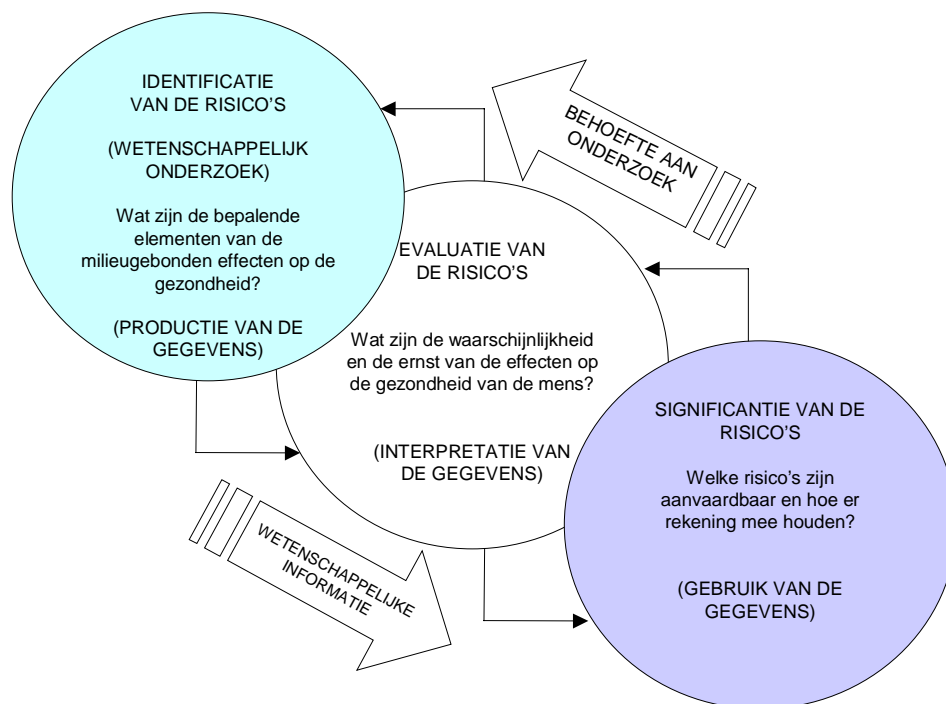 IDENTIFICATIE
VAN DE RISICO'S
(WETENSCHAPPELIJK
ONDERZOEK)
Wat zijn de bepalende
elementen van de
milieugebonden effecten op de
gezondheid?
(PRODUCTIE VAN DE
GEGEVENS)
BEHOEFTE AAN
ONDERZOEK
EVALUATIE VAN
DE RISICO'S
Wat zijn de waarschijnlijkheid
en de ernst van de effecten op
de gezondheid van de mens?
(INTERPRETATIE VAN
DE GEGEVENS)
WETENSCHAPPELIJKE
INFORMATIE
SIGNIFICANTIE VAN DE
RISICO'S
Welke risico's zijn
aanvaardbaar en hoe er
rekening mee houden?
(GEBRUIK VAN DE
GEGEVENS)